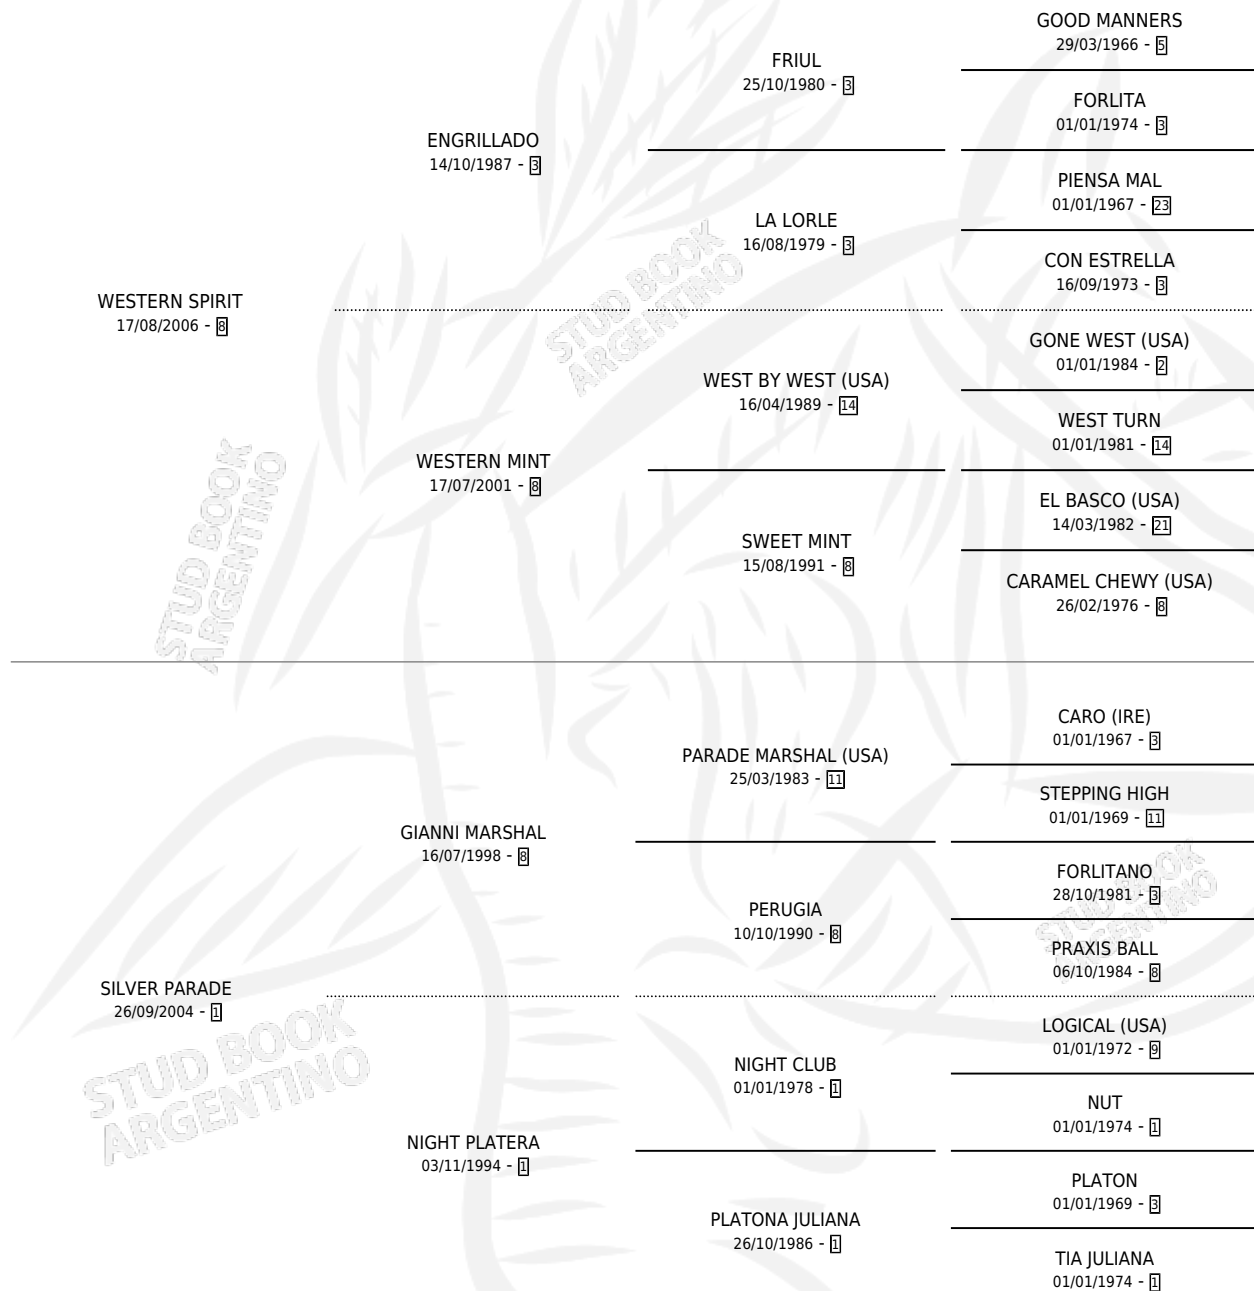 GOOD MANNERS
29/03/1966 - 5
FRIUL
25/10/1980 - 3
FORLITA
01/01/1974 - 3
ENGRILLADO
14/10/1987 - 3
PIENSA MAL
01/01/1967 - 23
LA LORLE
16/08/1979 - 3
CON ESTRELLA
16/09/1973 - 3
WESTERN SPIRIT
17/08/2006 - 8
GONE WEST (USA)
01/01/1984 - 2
WEST BY WEST (USA)
16/04/1989 - 14
WEST TURN
01/01/1981 - 14
WESTERN MINT
17/07/2001 - 8
EL BASCO (USA)
14/03/1982 - 21
SWEET MINT
15/08/1991 - 8
CARAMEL CHEWY (USA)
26/02/1976 - 8
CARO (IRE)
01/01/1967 - 3
PARADE MARSHAL (USA)
25/03/1983 - 11
STEPPING HIGH
01/01/1969 - 11
GIANNI MARSHAL
16/07/1998 - 8
FORLITANO
28/10/1981 - 3
PERUGIA
10/10/1990 - 8
PRAXIS BALL
06/10/1984 - 8
SILVER PARADE
26/09/2004 - 1
LOGICAL (USA)
01/01/1972 - 9
NIGHT CLUB
01/01/1978 - 1
NUT
01/01/1974 - 1
NIGHT PLATERA
03/11/1994 - 1
PLATON
01/01/1969 - 3
PLATONA JULIANA
26/10/1986 - 1
TIA JULIANA
01/01/1974 - 1
STUD BOOK
ARGENTINO
STUD BOOK
ARGENTINO
STUD BOOK
ARGENTINO
STUD BOOK
ARGENTINO